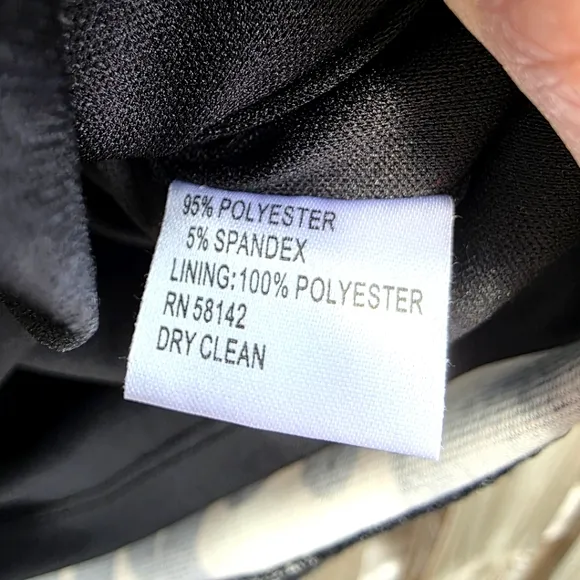 95% POLYESTER
5% SPANDEX
LINING:100% POLYESTER
RN 58142
DRY CLEAN